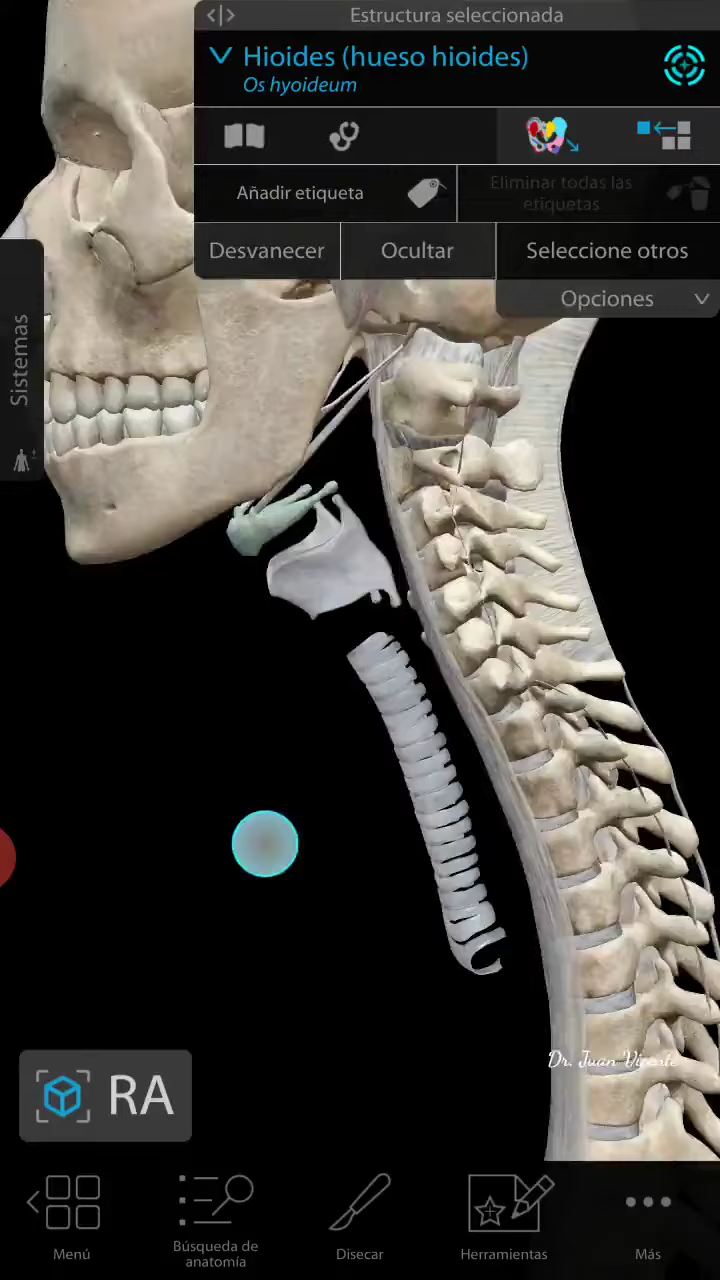 Estructura seleccionada
Hioides (hueso hioides)
Os hyoideum
Añadir etiqueta
Eliminar todas las
etiquetas
Desvanecer
Ocultar
Seleccione otros
Opciones
Sistemas
Dr. Juan Vicente
RA
Menú
Búsqueda de
anatomía
Disecar
Herramientas
Más